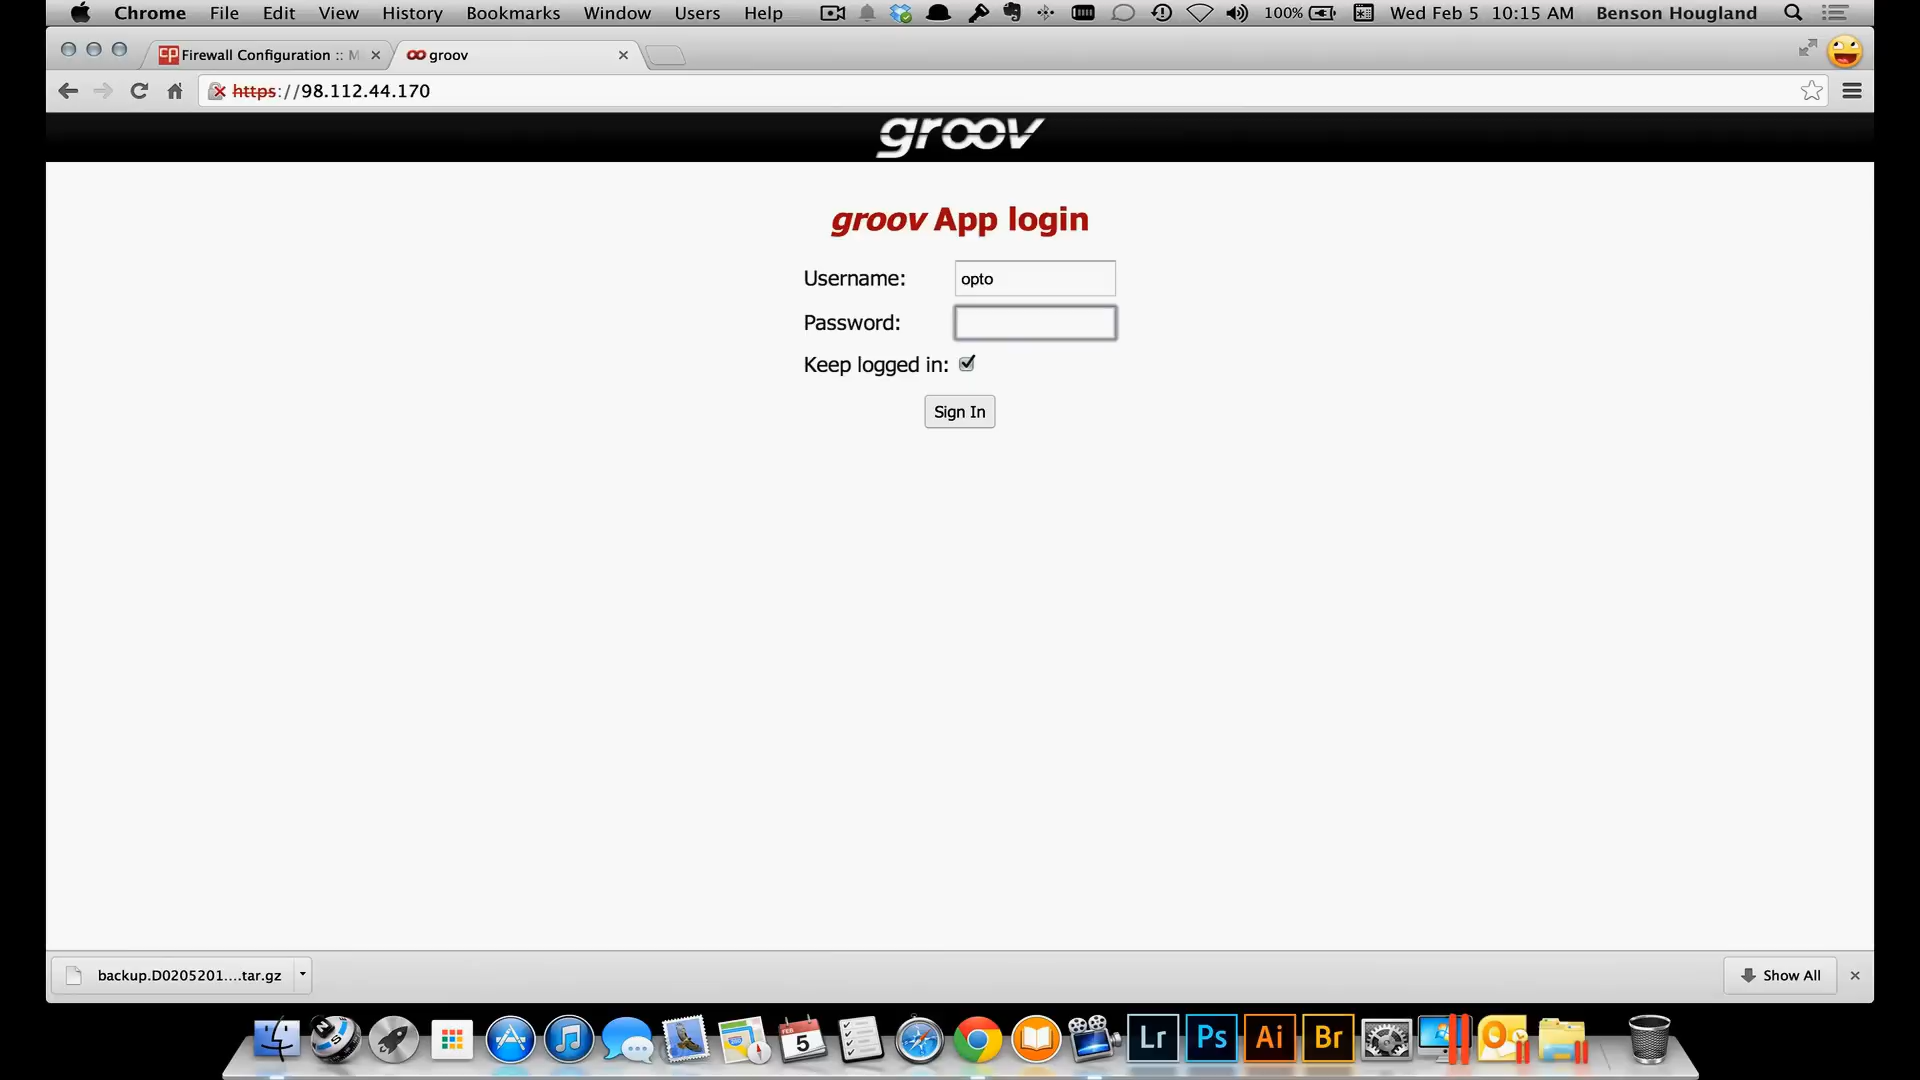 Chrome File Edit View History Bookmarks Window Users Help 100% Wed Feb 5 10:15 AM Benson Hougland
Firewall Configuration :: M groov
https://98.112.44.170
groov
groov App login
Username: opto
Password:
Keep logged in:
Sign In
backup.D0205201....tar.gz Show All
FEB
5
Lr Ps Ai Br